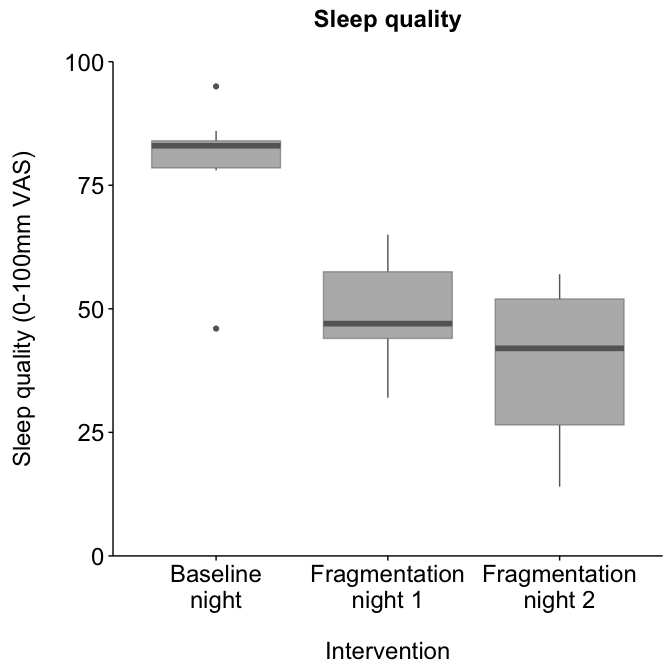 Sleep quality
Sleep quality (0-100mm VAS)
100
75
50
25
0
Baseline
night
Fragmentation
night 1
Fragmentation
night 2
Intervention